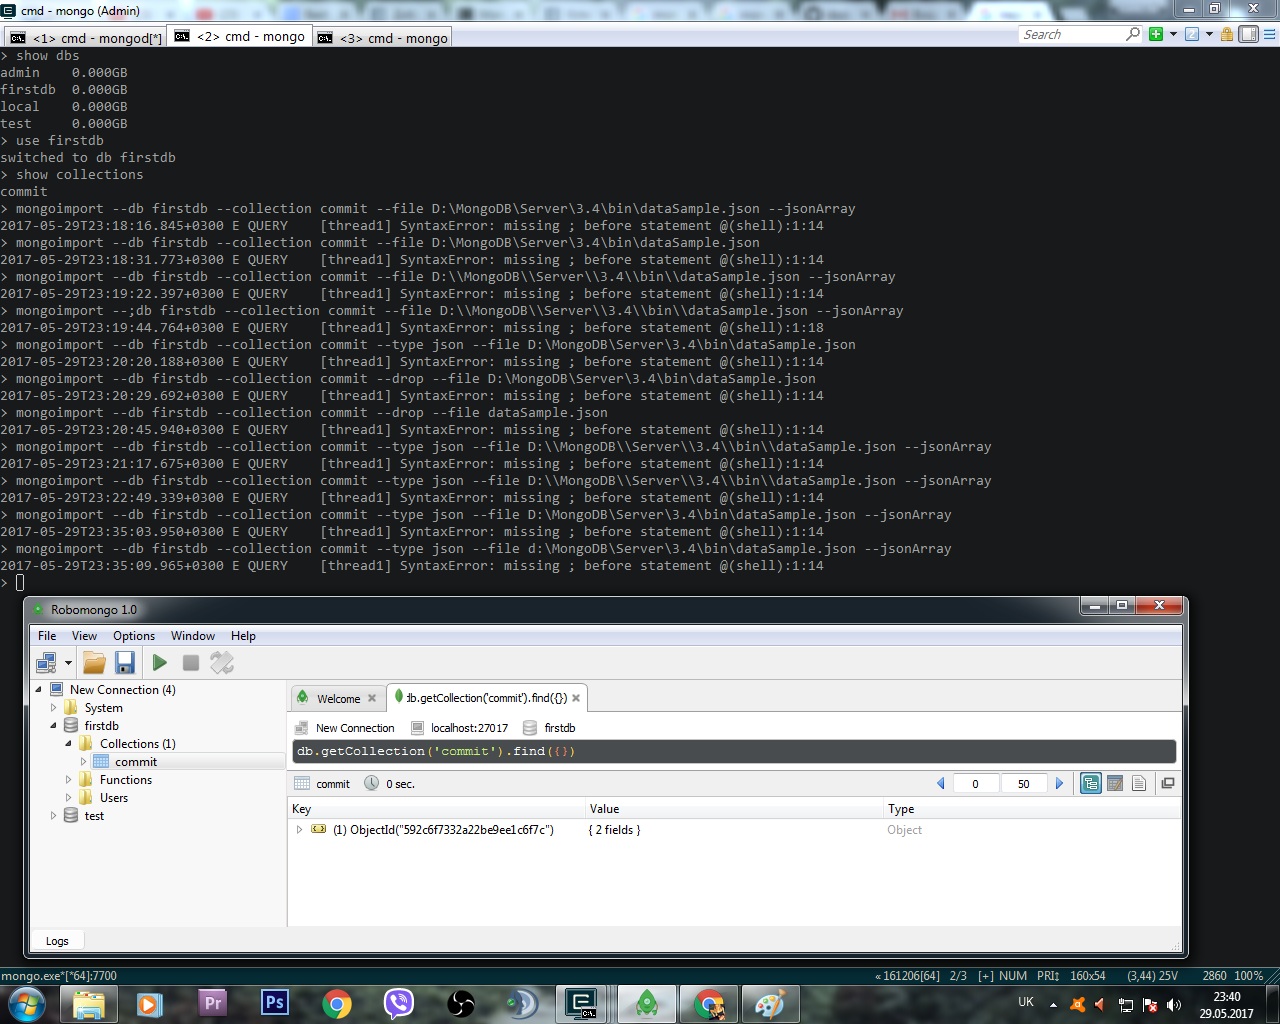 cmd - mongo (Admin)
<1> cmd - mongod[*]
<2> cmd - mongo
<3> cmd - mongo
Search
> show dbs
admin    0.000GB
firstdb  0.000GB
local    0.000GB
test     0.000GB
> use firstdb
switched to db firstdb
> show collections
commit
> mongoimport --db firstdb --collection commit --file D:\MongoDB\Server\3.4\bin\dataSample.json --jsonArray
2017-05-29T23:18:16.845+0300 E QUERY    [thread1] SyntaxError: missing ; before statement @(shell):1:14
> mongoimport --db firstdb --collection commit --file D:\MongoDB\Server\3.4\bin\dataSample.json
2017-05-29T23:18:31.773+0300 E QUERY    [thread1] SyntaxError: missing ; before statement @(shell):1:14
> mongoimport --db firstdb --collection commit --file D:\\MongoDB\\Server\\3.4\\bin\\dataSample.json --jsonArray
2017-05-29T23:19:22.397+0300 E QUERY    [thread1] SyntaxError: missing ; before statement @(shell):1:14
> mongoimport --;db firstdb --collection commit --file D:\\MongoDB\\Server\\3.4\\bin\\dataSample.json --jsonArray
2017-05-29T23:19:44.764+0300 E QUERY    [thread1] SyntaxError: missing ; before statement @(shell):1:18
> mongoimport --db firstdb --collection commit --type json --file D:\MongoDB\Server\3.4\bin\dataSample.json
2017-05-29T23:20:20.188+0300 E QUERY    [thread1] SyntaxError: missing ; before statement @(shell):1:14
> mongoimport --db firstdb --collection commit --drop --file D:\MongoDB\Server\3.4\bin\dataSample.json
2017-05-29T23:20:29.692+0300 E QUERY    [thread1] SyntaxError: missing ; before statement @(shell):1:14
> mongoimport --db firstdb --collection commit --drop --file dataSample.json
2017-05-29T23:20:45.940+0300 E QUERY    [thread1] SyntaxError: missing ; before statement @(shell):1:14
> mongoimport --db firstdb --collection commit --type json --file D:\\MongoDB\\Server\\3.4\\bin\\dataSample.json --jsonArray
2017-05-29T23:21:17.675+0300 E QUERY    [thread1] SyntaxError: missing ; before statement @(shell):1:14
> mongoimport --db firstdb --collection commit --type json --file D:\\MongoDB\\Server\\3.4\\bin\\dataSample.json --jsonArray
2017-05-29T23:22:49.339+0300 E QUERY    [thread1] SyntaxError: missing ; before statement @(shell):1:14
> mongoimport --db firstdb --collection commit --type json --file D:\MongoDB\Server\3.4\bin\dataSample.json --jsonArray
2017-05-29T23:35:03.950+0300 E QUERY    [thread1] SyntaxError: missing ; before statement @(shell):1:14
> mongoimport --db firstdb --collection commit --type json --file d:\MongoDB\Server\3.4\bin\dataSample.json --jsonArray
2017-05-29T23:35:09.965+0300 E QUERY    [thread1] SyntaxError: missing ; before statement @(shell):1:14
>
Robomongo 1.0
File View Options Window Help
New Connection (4)
System
firstdb
Collections (1)
commit
Functions
Users
test
Welcome
db.getCollection('commit').find({})
New Connection localhost:27017 firstdb
db.getCollection('commit').find({})
commit 0 sec. 0 50
Key Value Type
(1) ObjectId("592c6f7332a22be9ee1c6f7c") { 2 fields } Object
Logs
mongo.exe*[*64]:7700 «161206[64] 2/3 [+] NUM PRI↕ 160x54 (3,44) 25V 2860 100%
Pr
Ps
UK
23:40
29.05.2017